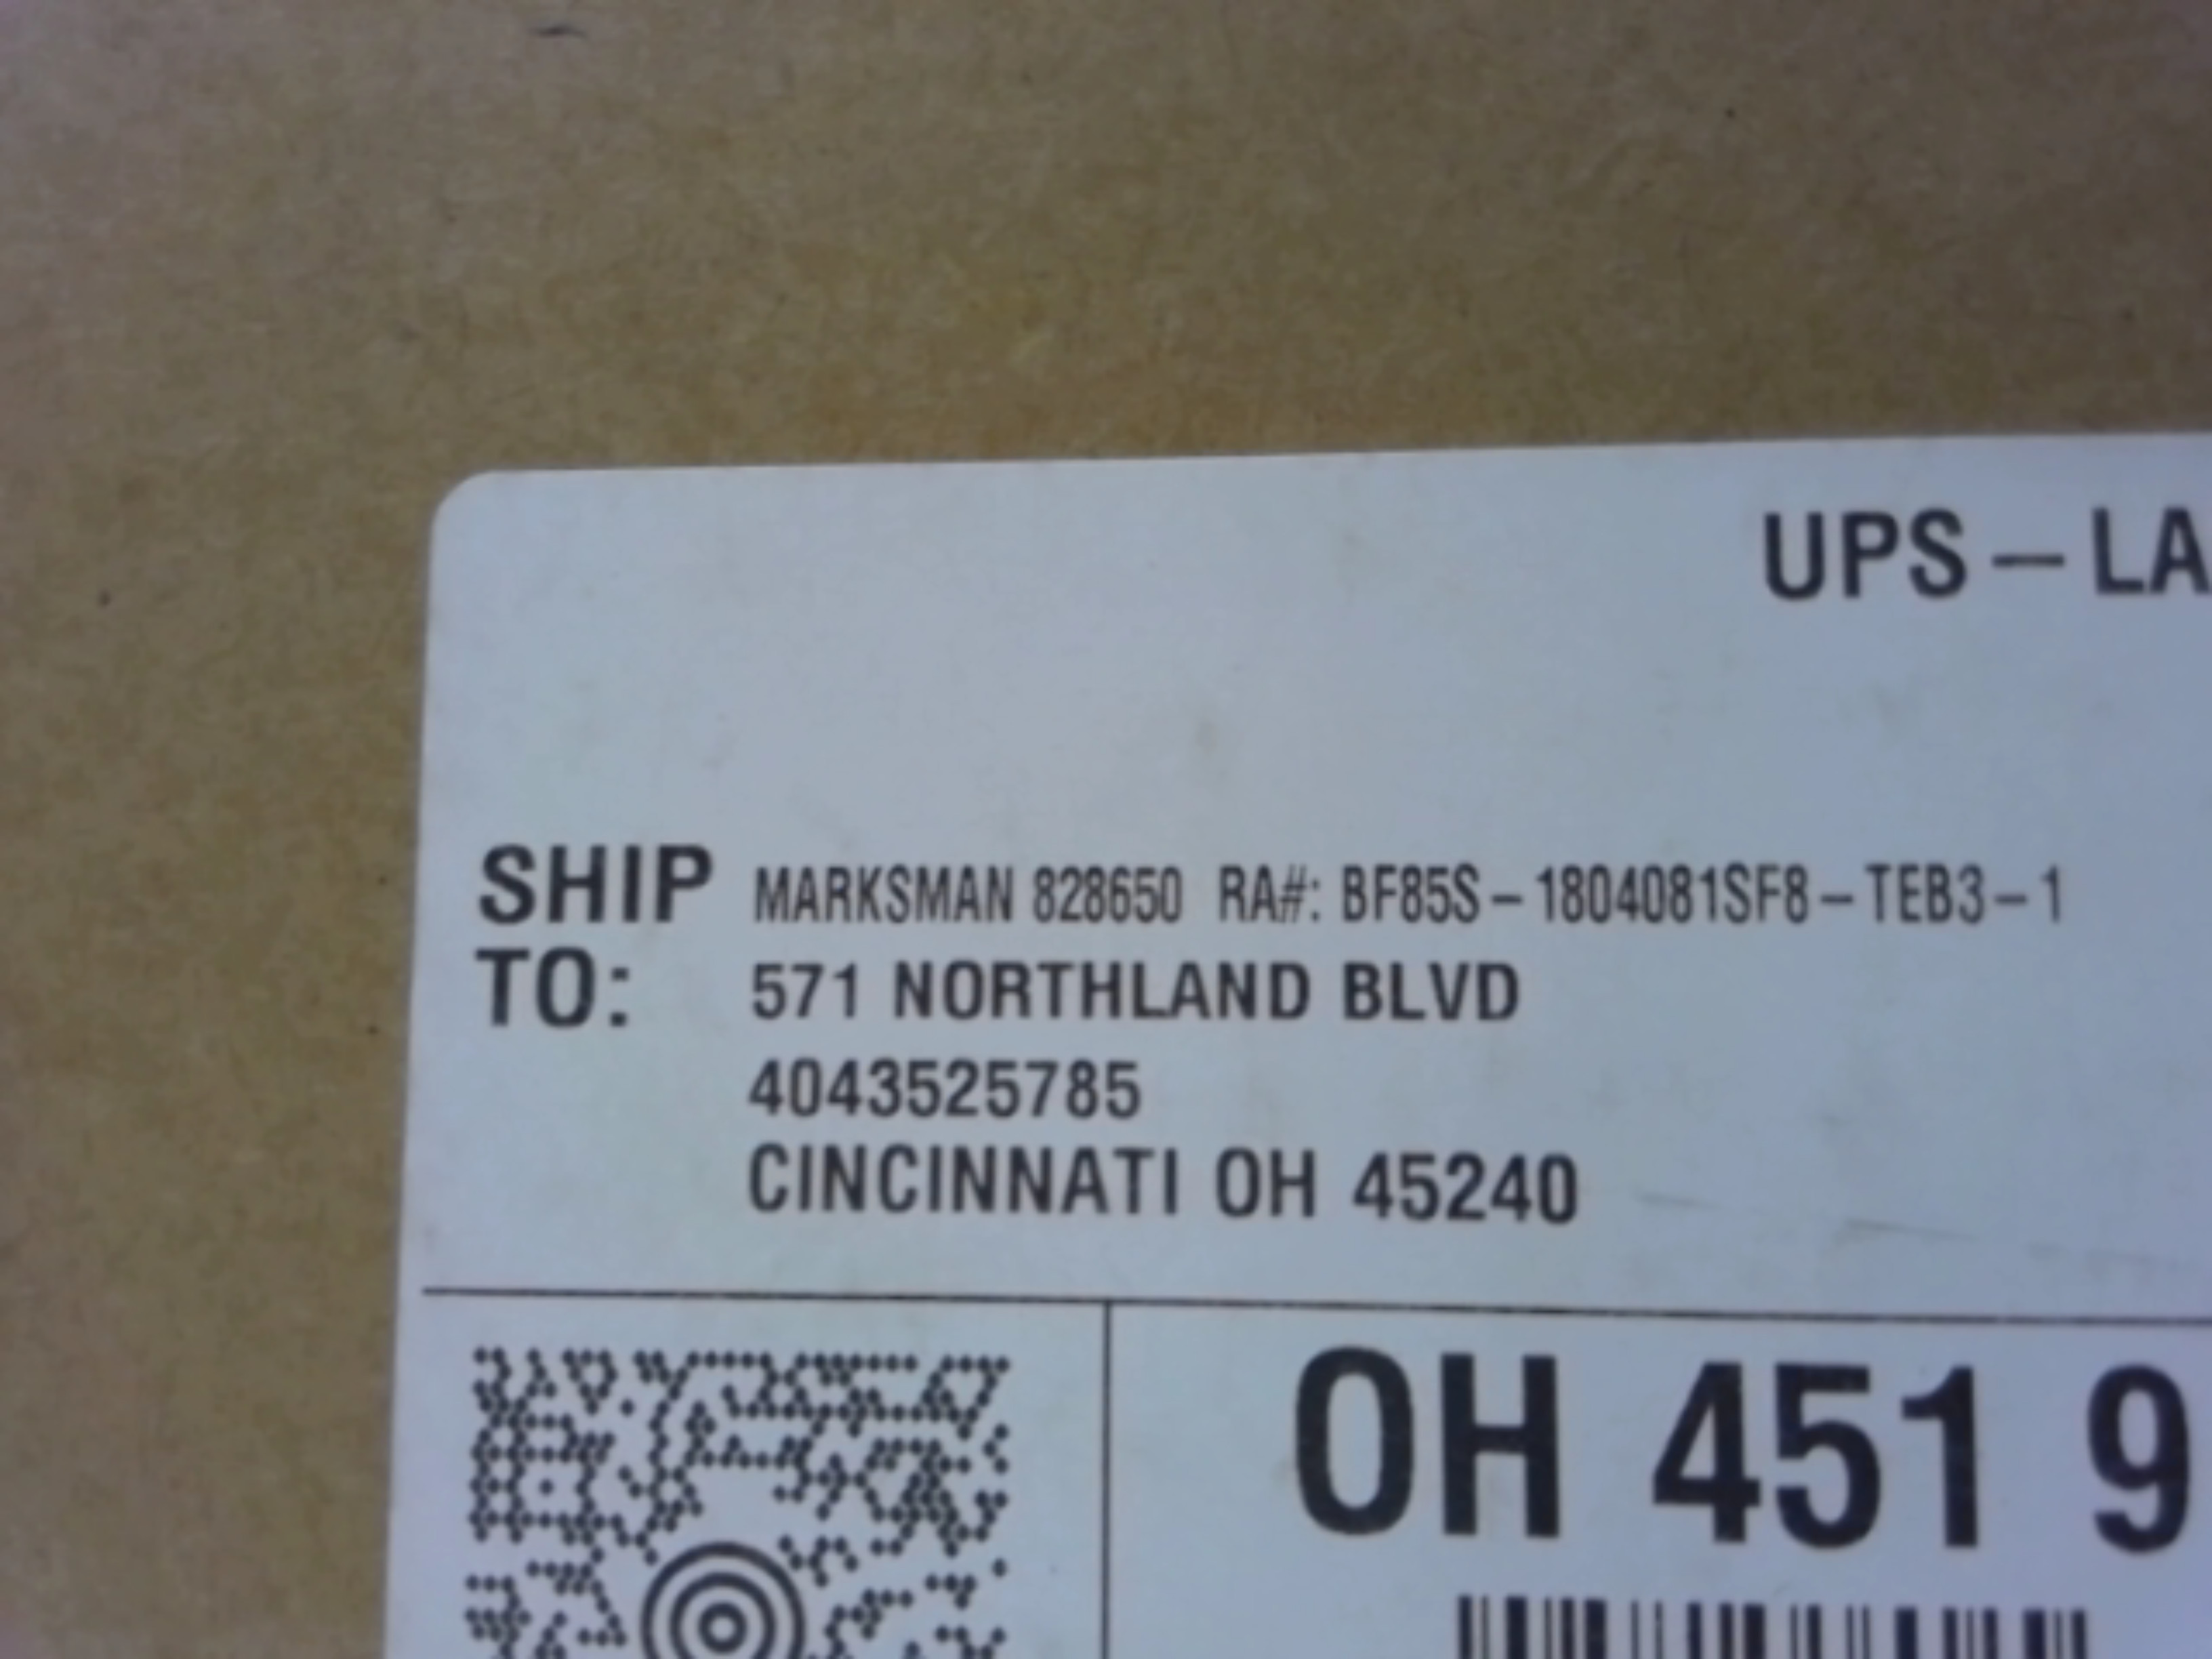 UPS – LA
SHIP TO:
MARKSMAN 828650 RA#: BF85S – 1804081SF8 – TEB3 – 1
571 NORTHLAND BLVD
4043525785
CINCINNATI OH 45240
OH 451 9